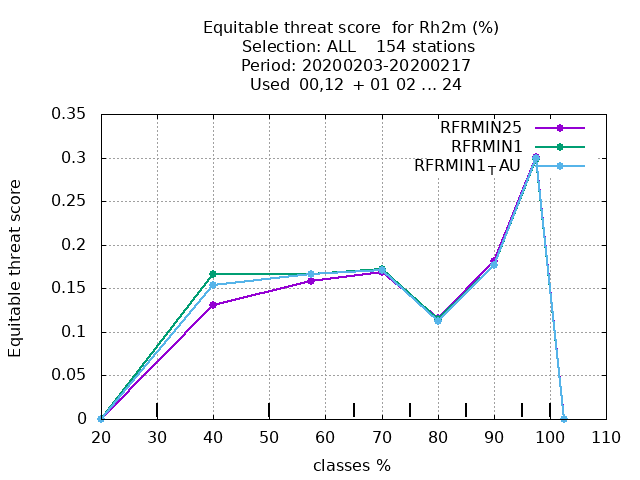 Equitable threat score  for Rh2m (%)
Selection: ALL    154 stations
Period: 20200203-20200217
Used  00,12  + 01 02 ... 24
0.35
RFRMIN25
RFRMIN1
RFRMIN1TAU
0.3
0.25
0.2
0.15
0.1
0.05
0
Equitable threat score
20 30 40 50 60 70 80 90 100 110
classes %